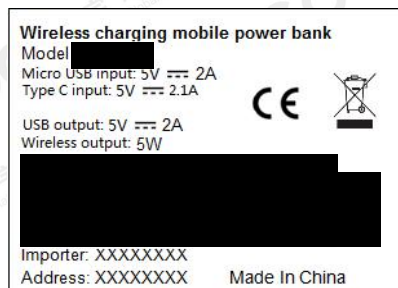 Wireless charging mobile power bank
Model
Micro USB input: 5V ⎓ 2A
Type C input: 5V ⎓ 2.1A
CE
USB output: 5V ⎓ 2A
Wireless output: 5W
Importer: XXXXXXXX
Address: XXXXXXXX Made In China